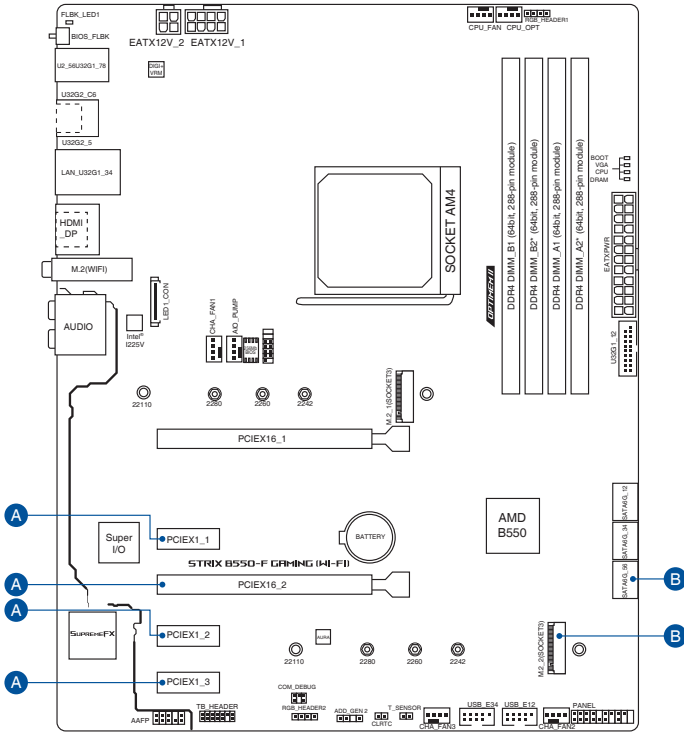 FLBK_LED1
BIOS_FLBK
EATX12V_2 EATX12V_1
CPU_FAN CPU_OPT
RGB_HEADER1
U2_56U32G1_78
DIGI+
VRM
U32G2_C6
U32G2_5
LAN_U32G1_34
HDMI
_DP
M.2(WIFI)
AUDIO
LED1_CON
Intel®
I225V
CHA_FAN1
AIO_PUMP
SOCKET AM4
OPTIMEM II
DDR4 DIMM_B1 (64bit, 288-pin module)
DDR4 DIMM_B2* (64bit, 288-pin module)
DDR4 DIMM_A1 (64bit, 288-pin module)
DDR4 DIMM_A2* (64bit, 288-pin module)
BOOT
VGA
CPU
DRAM
EATXPWR
U32G1_12
22110
2280
2260
2242
M.2_1(SOCKET3)
PCIEX16_1
A
PCIEX1_1
Super
I/O
BATTERY
AMD
B550
SATA6G_12
SATA6G_34
SATA6G_56
B
STRIX B550-F GAMING (WI-FI)
A
PCIEX16_2
A
PCIEX1_2
SUPREMEFX
AURA
M.2_2(SOCKET3)
B
22110
2280
2260
2242
A
PCIEX1_3
COM_DEBUG
AAFP
TB_HEADER
RGB_HEADER2
ADD_GEN 2
CLRTC
T_SENSOR
CHA_FAN3
USB_E34
USB_E12
CHA_FAN2
PANEL